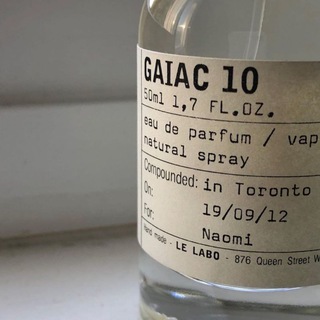 GAIAC 10
50ml 1,7 FL.OZ.
eau de parfum / vap
natural spray
Compounded: in Toronto
On: 19/09/12
For: Naomi
hand made - LE LABO - 876 Queen Street W